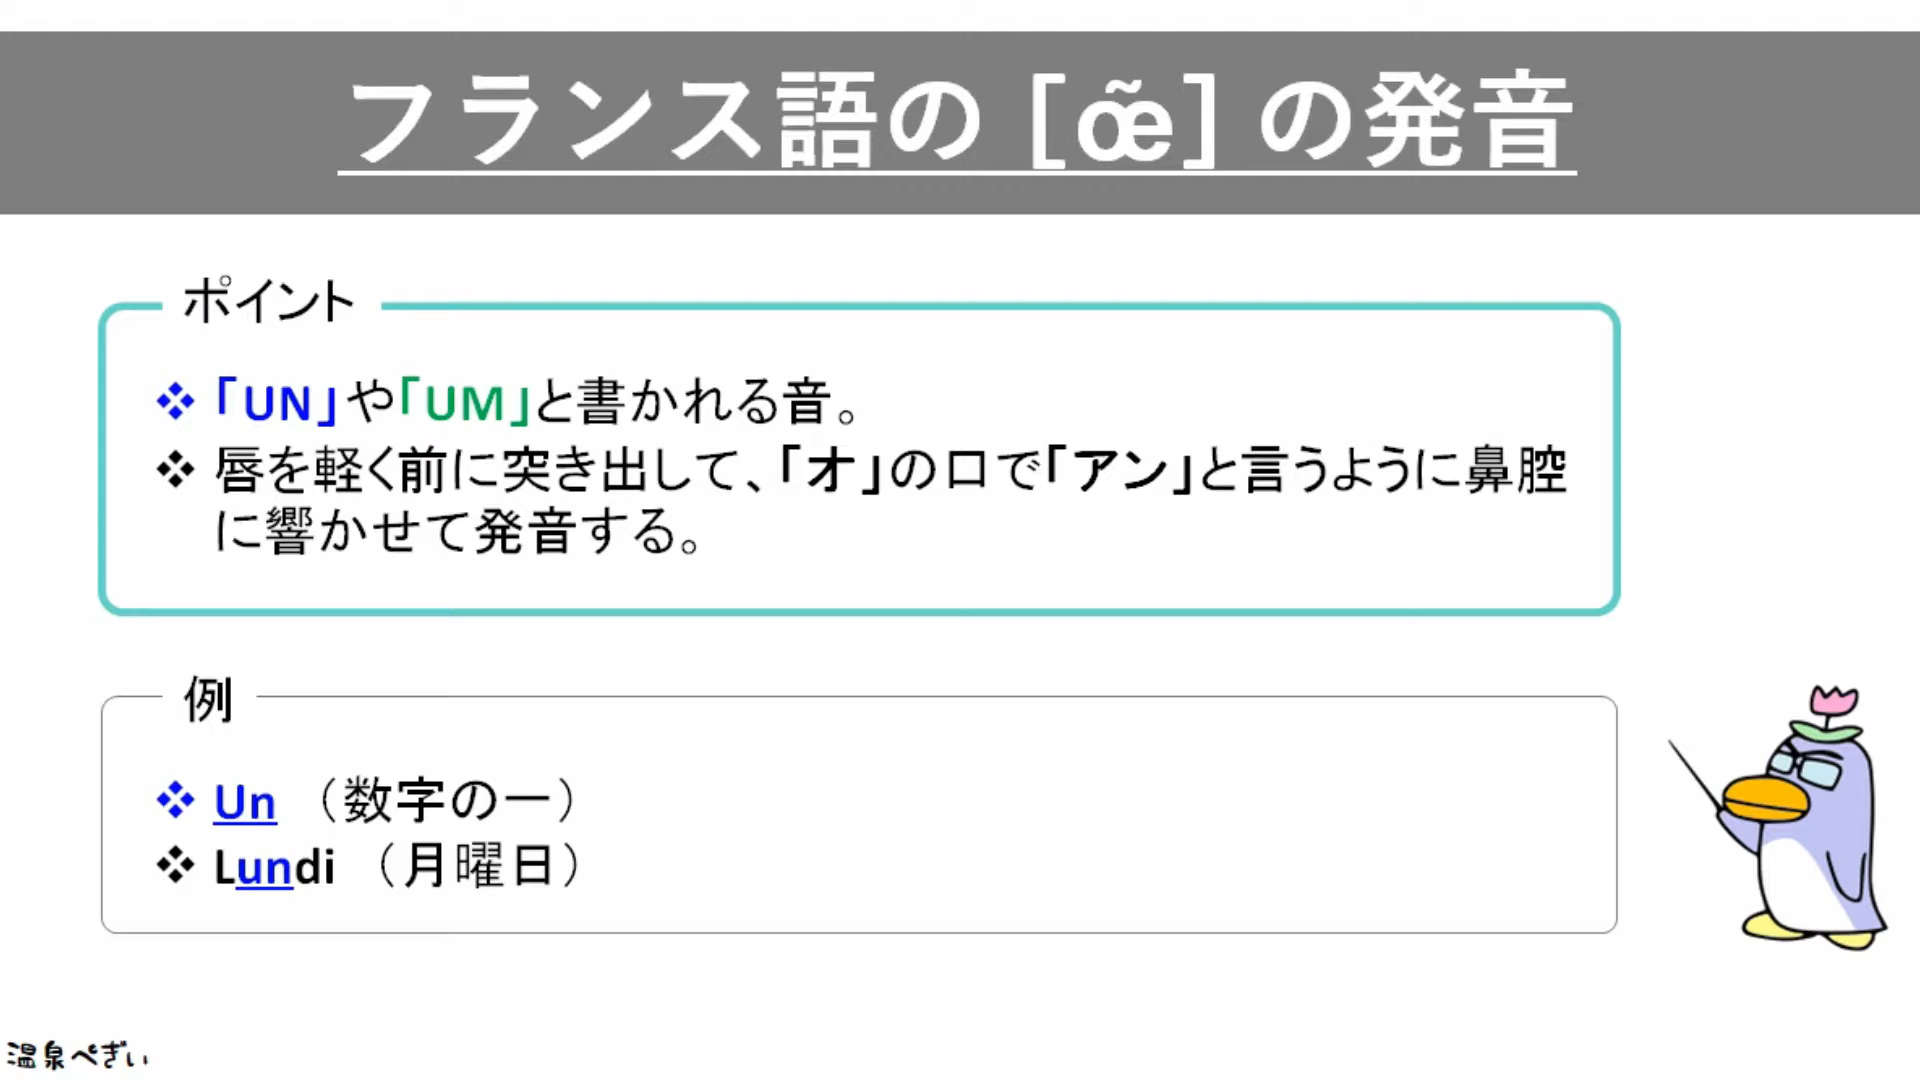 フランス語の [œ̃] の発音
ポイント
「UN」や「UM」と書かれる音。
唇を軽く前に突き出して、「オ」の口で「アン」と言うように鼻腔
に響かせて発音する。
例
Un （数字の一）
Lundi （月曜日）
温泉ぺぎぃ